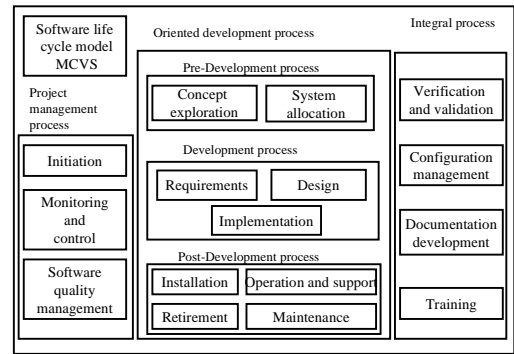 Software life
cycle model
MCVS
Project
management
process
Initiation
Monitoring
and
control
Software
quality
management
Oriented development process
Pre-Development process
Concept
exploration
System
allocation
Development process
Requirements
Design
Implementation
Post-Development process
Installation
Operation and support
Retirement
Maintenance
Integral process
Verification
and validation
Configuration
management
Documentation
development
Training